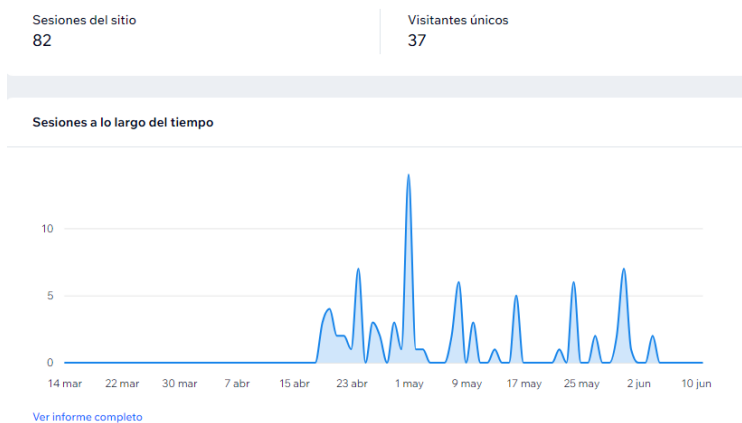 Sesiones del sitio
82
Visitantes únicos
37
Sesiones a lo largo del tiempo
10
5
0
14 mar 22 mar 30 mar 7 abr 15 abr 23 abr 1 may 9 may 17 may 25 may 2 jun 10 jun
Ver informe completo